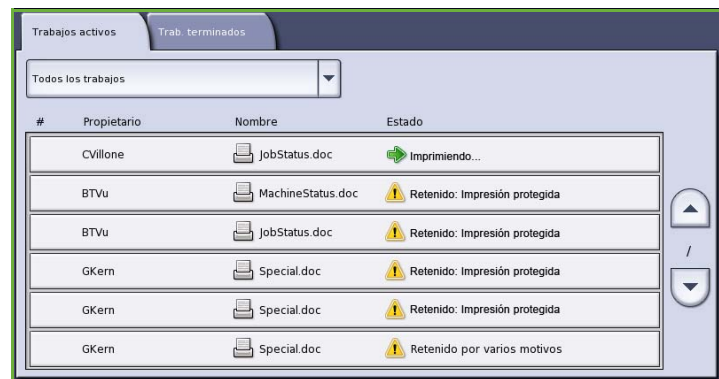 Trabajos activos Trab. terminados
Todos los trabajos
# Propietario Nombre Estado
CVillone JobStatus.doc Imprimiendo...
BTVu MachineStatus.doc Retenido: Impresión protegida
BTVu JobStatus.doc Retenido: Impresión protegida
GKern Special.doc Retenido: Impresión protegida
GKern Special.doc Retenido: Impresión protegida
GKern Special.doc Retenido por varios motivos
/